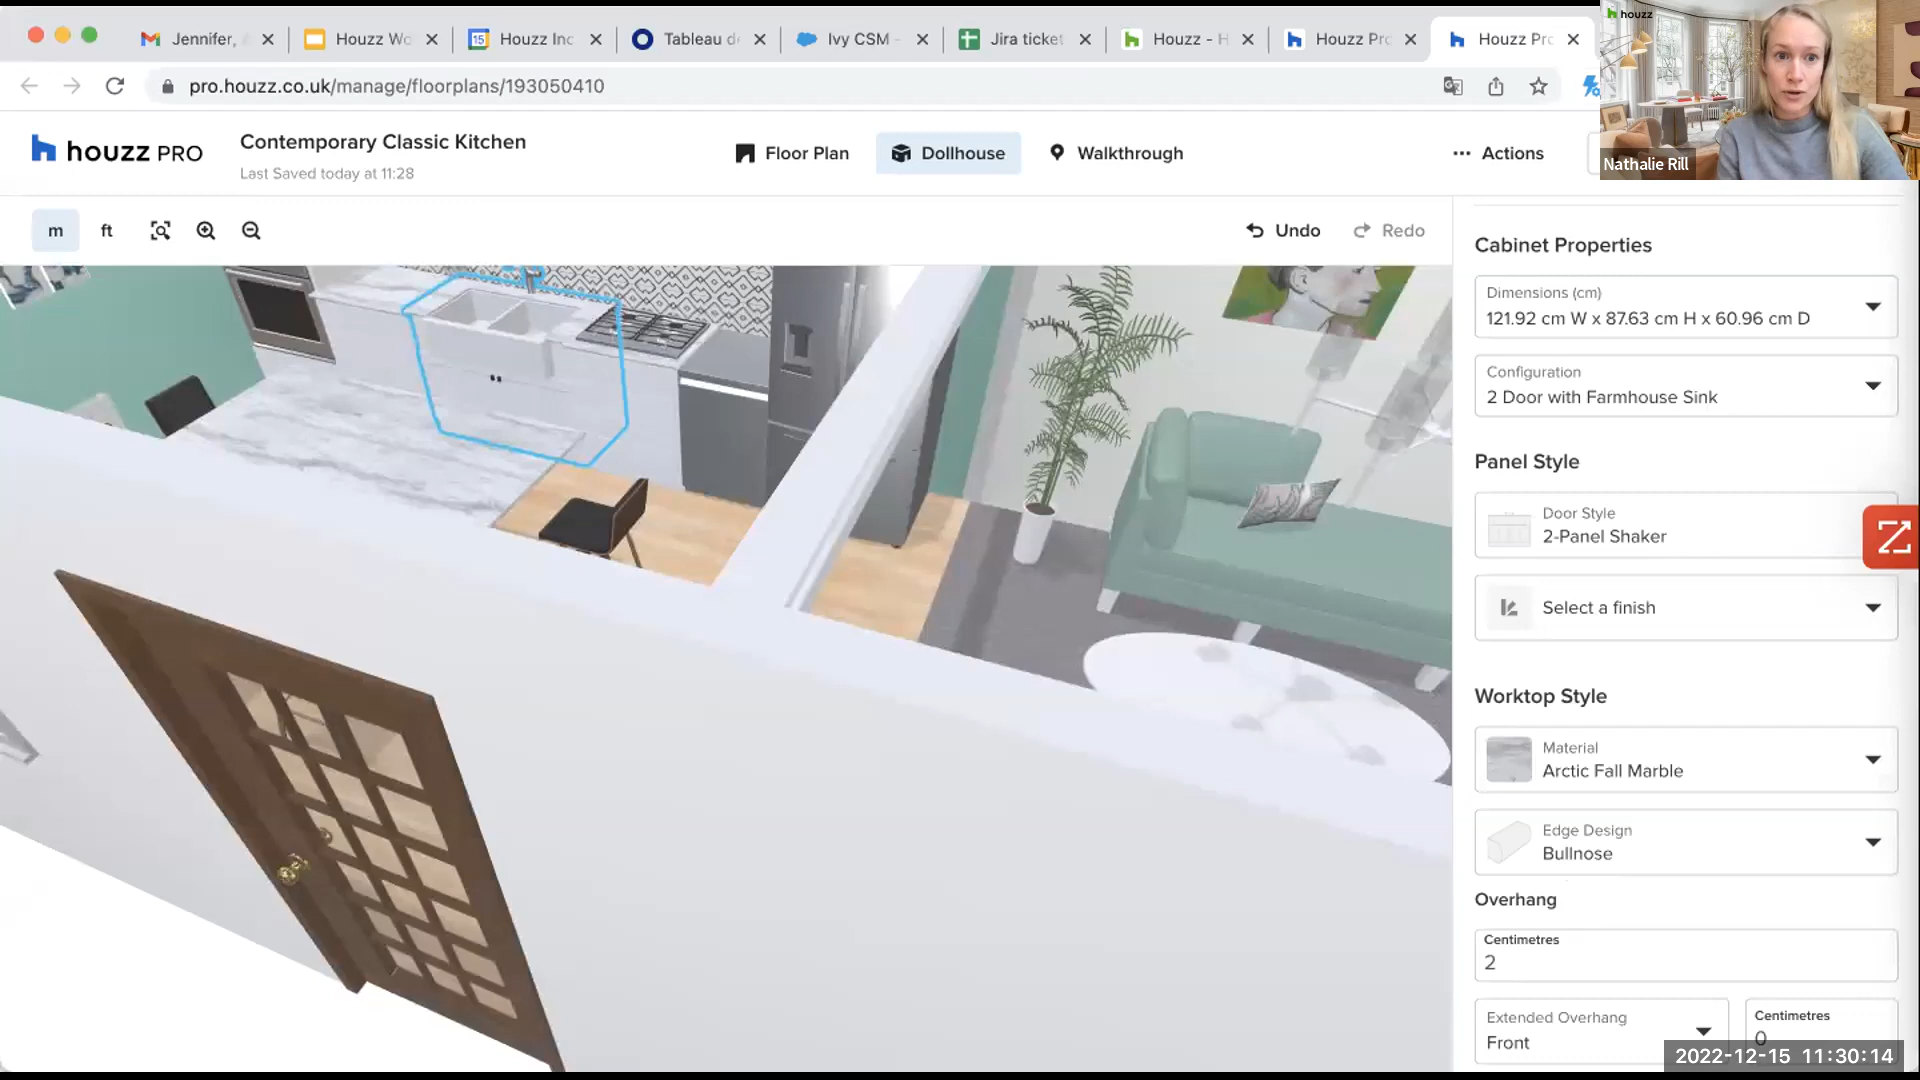 Jennifer,
Houzz Wo
15
Houzz Inc
Tableau d
Ivy CSM -
Jira ticket
Houzz - H
Houzz Pro
Houzz Pro
houzz
pro.houzz.co.uk/manage/floorplans/193050410
houzz PRO
Contemporary Classic Kitchen
Last Saved today at 11:28
Floor Plan
Dollhouse
Walkthrough
··· Actions
Nathalie Rill
m
ft
Undo
Redo
Cabinet Properties
Dimensions (cm)
121.92 cm W x 87.63 cm H x 60.96 cm D
Configuration
2 Door with Farmhouse Sink
Panel Style
Door Style
2-Panel Shaker
Select a finish
Worktop Style
Material
Arctic Fall Marble
Edge Design
Bullnose
Overhang
Centimetres
2
Extended Overhang
Front
Centimetres
0
2022-12-15 11:30:14